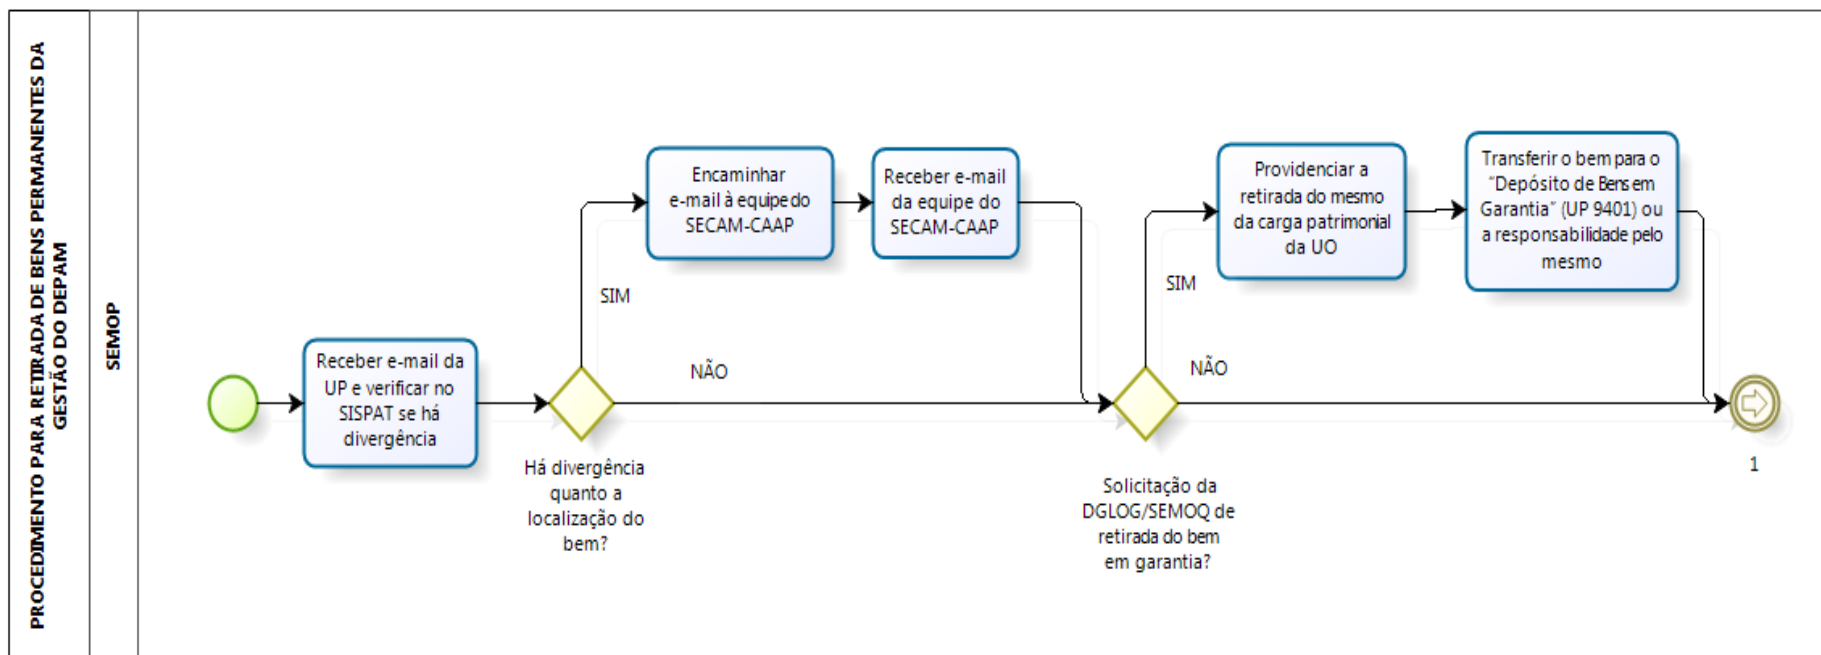 PROCEDIMENTO PARA RETIRADA DE BENS PERMANENTES DA
GESTÃO DO DEPAM
SEMOP
Receber e-mail da
UP e verificar no
SISPAT se há
divergência
Há divergência
quanto a
localização do
bem?
SIM
NÃO
Encaminhar
e-mail à equipe do
SECAM-CAAP
Receber e-mail
da equipe do
SECAM-CAAP
Solicitação da
DGLOG/SEMOQ de
retirada do bem
em garantia?
SIM
NÃO
Providenciar a
retirada do mesmo
da carga patrimonial
da UO
Transferir o bem para o
"Depósito de Bens em
Garantia" (UP 9401) ou
a responsabilidade pelo
mesmo
1